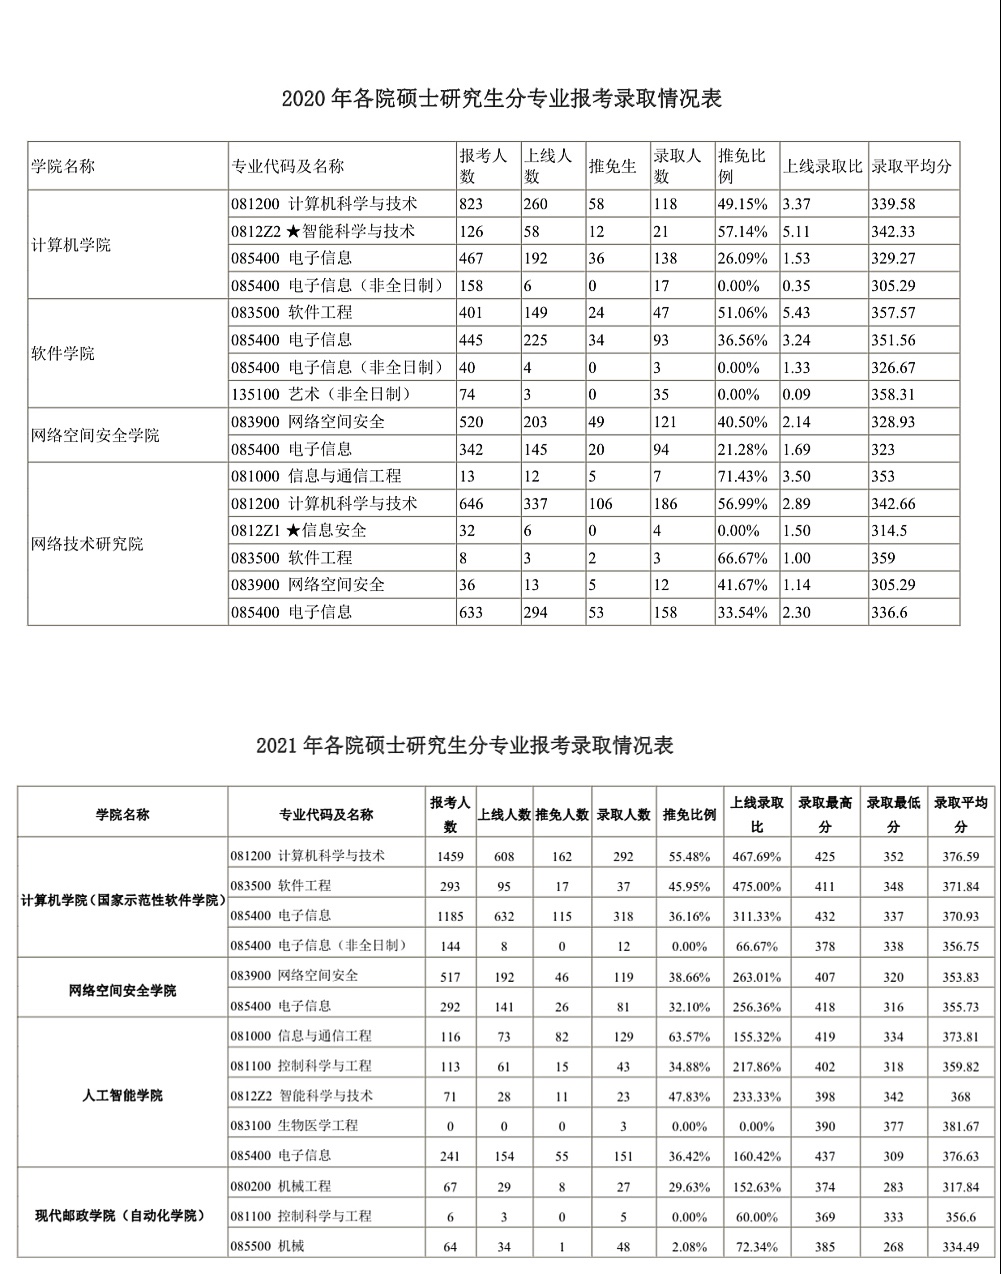 2020 年各院硕士研究生分专业报考录取情况表
学院名称 专业代码及名称 报考人数 上线人数 推免生 录取人数 推免比例 上线录取比 录取平均分
计算机学院
081200 计算机科学与技术 823 260 58 118 49.15% 3.37 339.58
0812Z2 ★智能科学与技术 126 58 12 21 57.14% 5.11 342.33
085400 电子信息 467 192 36 138 26.09% 1.53 329.27
085400 电子信息（非全日制） 158 6 0 17 0.00% 0.35 305.29
软件学院
083500 软件工程 401 149 24 47 51.06% 5.43 357.57
085400 电子信息 445 225 34 93 36.56% 3.24 351.56
085400 电子信息（非全日制） 40 4 0 3 0.00% 1.33 326.67
135100 艺术（非全日制） 74 3 0 35 0.00% 0.09 358.31
网络空间安全学院
083900 网络空间安全 520 203 49 121 40.50% 2.14 328.93
085400 电子信息 342 145 20 94 21.28% 1.69 323
网络技术研究院
081000 信息与通信工程 13 12 5 7 71.43% 3.50 353
081200 计算机科学与技术 646 337 106 186 56.99% 2.89 342.66
0812Z1 ★信息安全 32 6 0 4 0.00% 1.50 314.5
083500 软件工程 8 3 2 3 66.67% 1.00 359
083900 网络空间安全 36 13 5 12 41.67% 1.14 305.29
085400 电子信息 633 294 53 158 33.54% 2.30 336.6
2021 年各院硕士研究生分专业报考录取情况表
学院名称 专业代码及名称 报考人数 上线人数 推免人数 录取人数 推免比例 上线录取比 录取最高分 录取最低分 录取平均分
计算机学院（国家示范性软件学院）
081200 计算机科学与技术 1459 608 162 292 55.48% 467.69% 425 352 376.59
083500 软件工程 293 95 17 37 45.95% 475.00% 411 348 371.84
085400 电子信息 1185 632 115 318 36.16% 311.33% 432 337 370.93
085400 电子信息（非全日制） 144 8 0 12 0.00% 66.67% 378 338 356.75
网络空间安全学院
083900 网络空间安全 517 192 46 119 38.66% 263.01% 407 320 353.83
085400 电子信息 292 141 26 81 32.10% 256.36% 418 316 355.73
人工智能学院
081000 信息与通信工程 116 73 82 129 63.57% 155.32% 419 334 373.81
081100 控制科学与工程 113 61 15 43 34.88% 217.86% 402 318 359.82
0812Z2 智能科学与技术 71 28 11 23 47.83% 233.33% 398 342 368
083100 生物医学工程 0 0 0 3 0.00% 0.00% 390 377 381.67
085400 电子信息 241 154 55 151 36.42% 160.42% 437 309 376.63
现代邮政学院（自动化学院）
080200 机械工程 67 29 8 27 29.63% 152.63% 374 283 317.84
081100 控制科学与工程 6 3 0 5 0.00% 60.00% 369 333 356.6
085500 机械 64 34 1 48 2.08% 72.34% 385 268 334.49